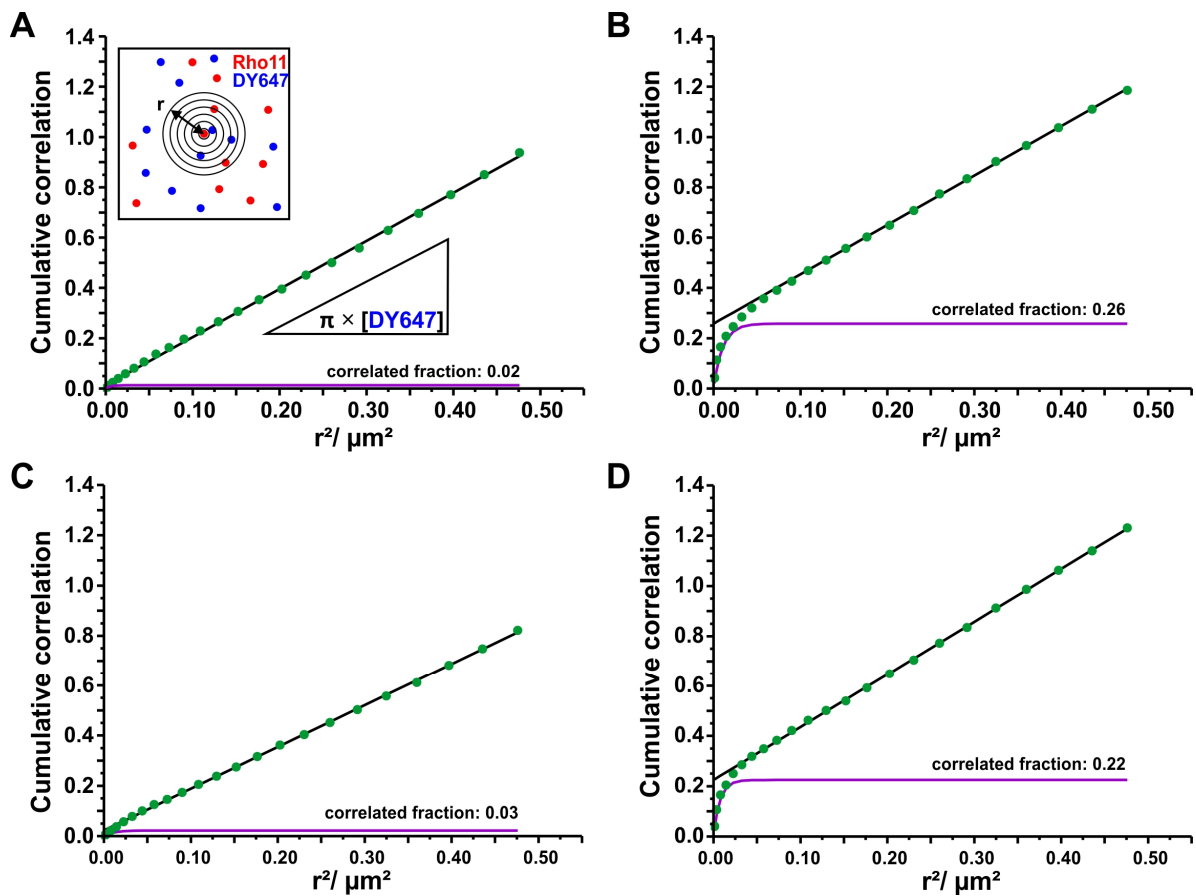 A
Cumulative correlation
1.4
1.2
1.0
0.8
0.6
0.4
0.2
0.0
Rho11
DY647
r
π × [DY647]
correlated fraction: 0.02
0.00 0.10 0.20 0.30 0.40 0.50
r²/ µm²
B
Cumulative correlation
1.4
1.2
1.0
0.8
0.6
0.4
0.2
0.0
correlated fraction: 0.26
0.00 0.10 0.20 0.30 0.40 0.50
r²/ µm²
C
Cumulative correlation
1.4
1.2
1.0
0.8
0.6
0.4
0.2
0.0
correlated fraction: 0.03
0.00 0.10 0.20 0.30 0.40 0.50
r²/ µm²
D
Cumulative correlation
1.4
1.2
1.0
0.8
0.6
0.4
0.2
0.0
correlated fraction: 0.22
0.00 0.10 0.20 0.30 0.40 0.50
r²/ µm²